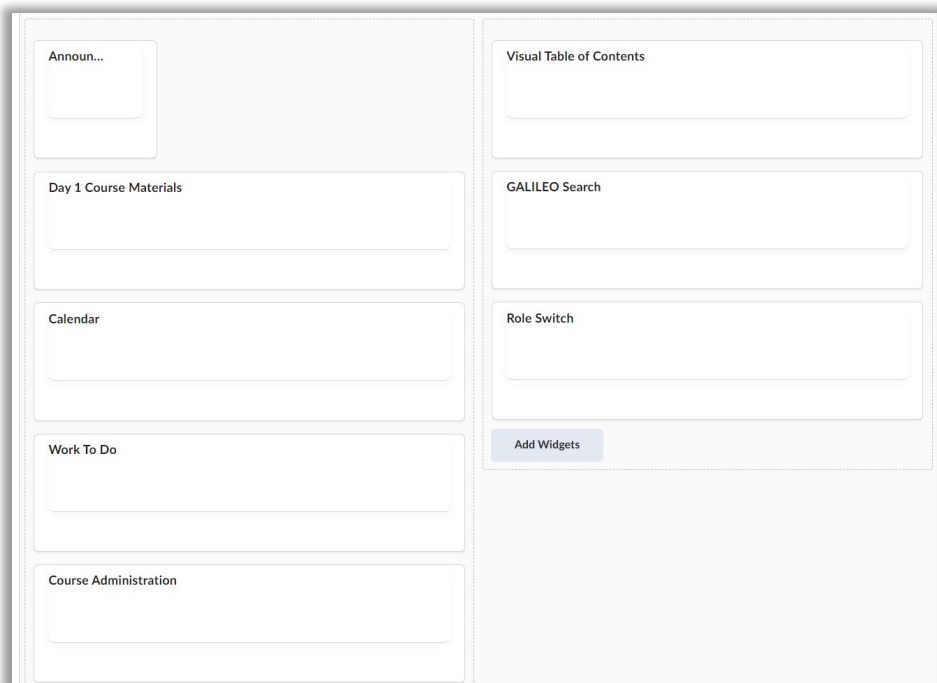 Announ...
Day 1 Course Materials
Calendar
Work To Do
Course Administration
Visual Table of Contents
GALILEO Search
Role Switch
Add Widgets